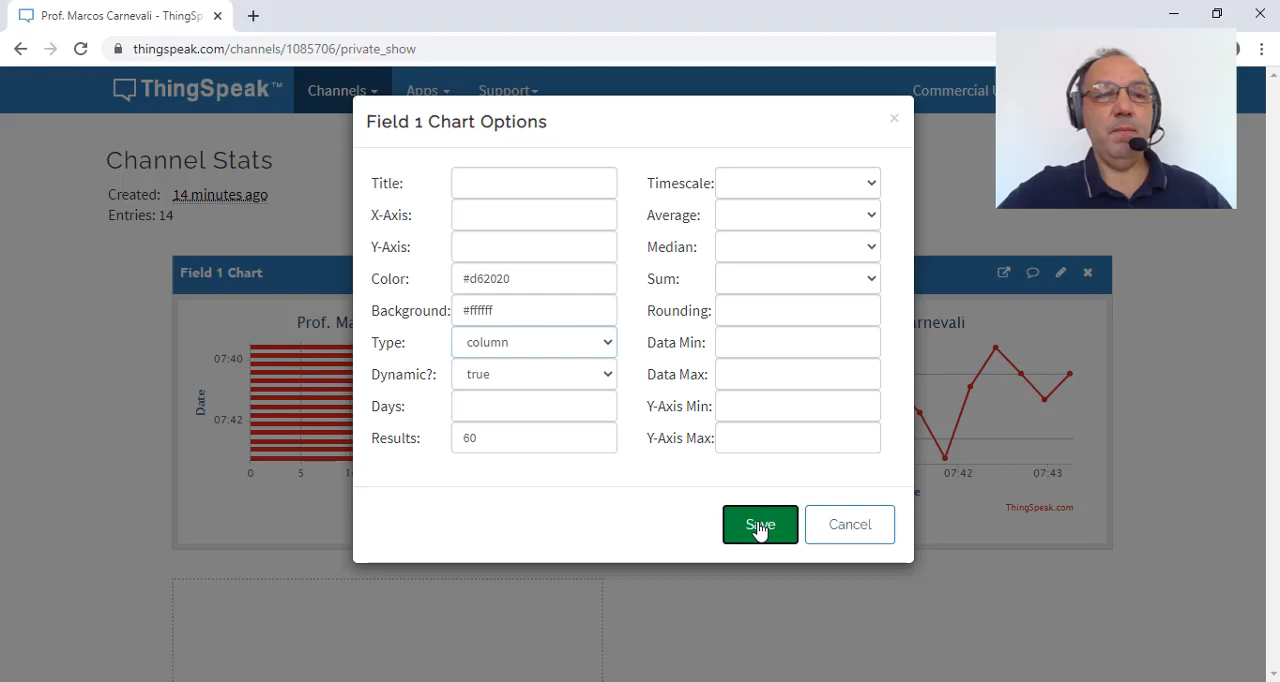 Prof. Marcos Carnevali - ThingSp
thingspeak.com/channels/1085706/private_show
ThingSpeak™
Channels
Apps
Support
Commercial U
Channel Stats
Created: 14 minutes ago
Entries: 14
Field 1 Chart Options
Title:
X-Axis:
Y-Axis:
Color: #d62020
Background: #ffffff
Type: column
Dynamic?: true
Days:
Results: 60
Timescale:
Average:
Median:
Sum:
Rounding:
Data Min:
Data Max:
Y-Axis Min:
Y-Axis Max:
Save
Cancel
Field 1 Chart
Prof. Ma
07:40
07:42
Date
0
5
1
rnevali
07:42
07:43
e
ThingSpeak.com